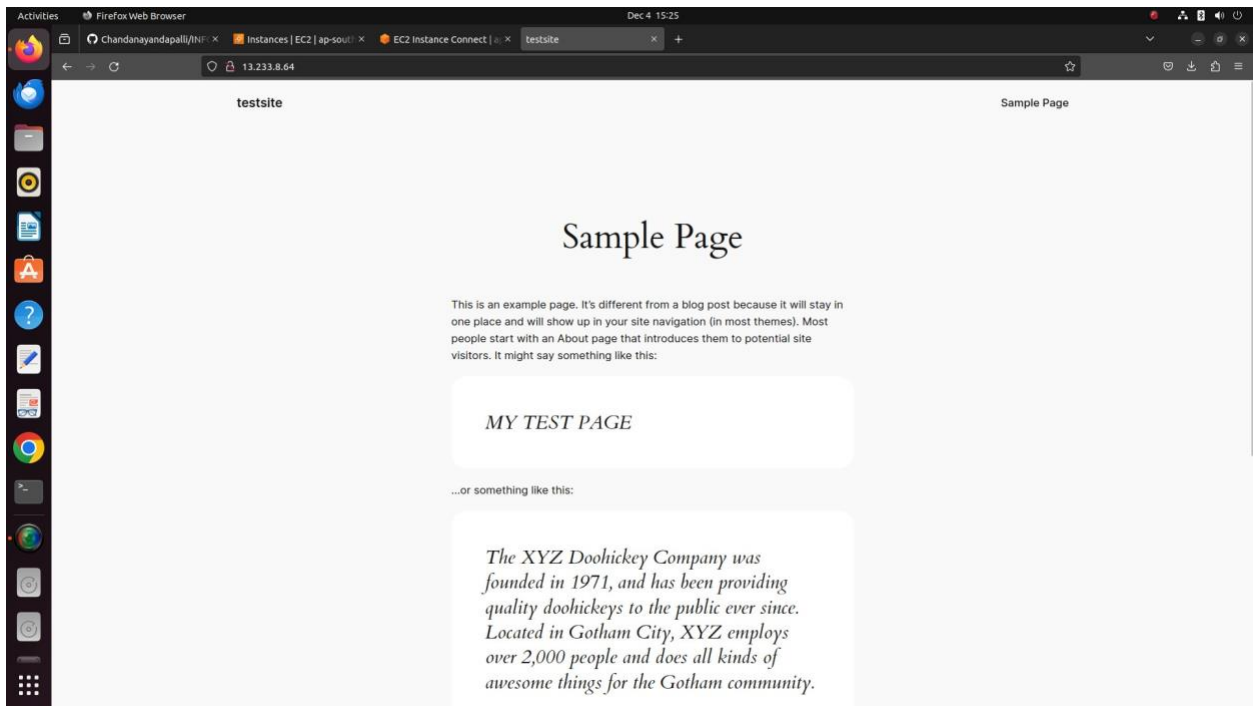 Activities
Firefox Web Browser
Dec 4 15:25
Chandanayandapalli/INF
Instances | EC2 | ap-south
EC2 Instance Connect | a
testsite
13.233.8.64
testsite
Sample Page
Sample Page
This is an example page. It's different from a blog post because it will stay in
one place and will show up in your site navigation (in most themes). Most
people start with an About page that introduces them to potential site
visitors. It might say something like this:
MY TEST PAGE
...or something like this:
The XYZ Doohickey Company was
founded in 1971, and has been providing
quality doohickeys to the public ever since.
Located in Gotham City, XYZ employs
over 2,000 people and does all kinds of
awesome things for the Gotham community.